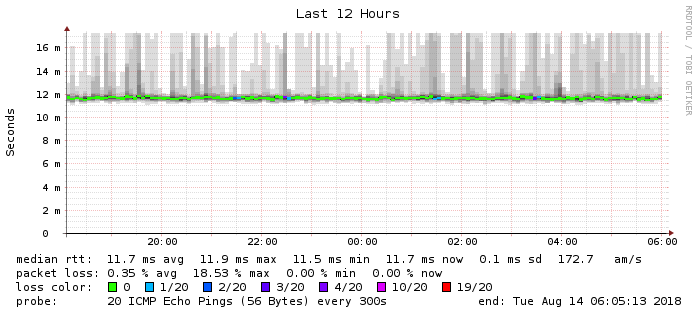 Last 12 Hours
RRDTOOL / TOBI OETIKER
Seconds
16 m
14 m
12 m
10 m
8 m
6 m
4 m
2 m
0
20:00 22:00 00:00 02:00 04:00 06:00
median rtt: 11.7 ms avg 11.9 ms max 11.5 ms min 11.7 ms now 0.1 ms sd 172.7 am/s
packet loss: 0.35 % avg 18.53 % max 0.00 % min 0.00 % now
loss color: 0 1/20 2/20 3/20 4/20 10/20 19/20
probe: 20 ICMP Echo Pings (56 Bytes) every 300s end: Tue Aug 14 06:05:13 2018